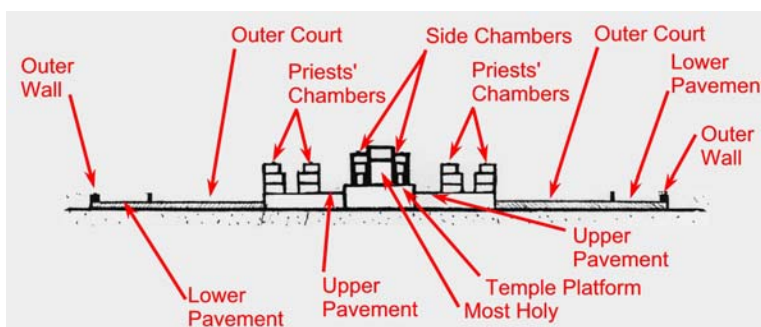 Outer Court
Side Chambers
Outer Court
Outer
Wall
Priests'
Chambers
Priests'
Chambers
Lower
Pavement
Outer
Wall
Lower
Pavement
Upper
Pavement
Most Holy
Temple Platform
Upper
Pavement